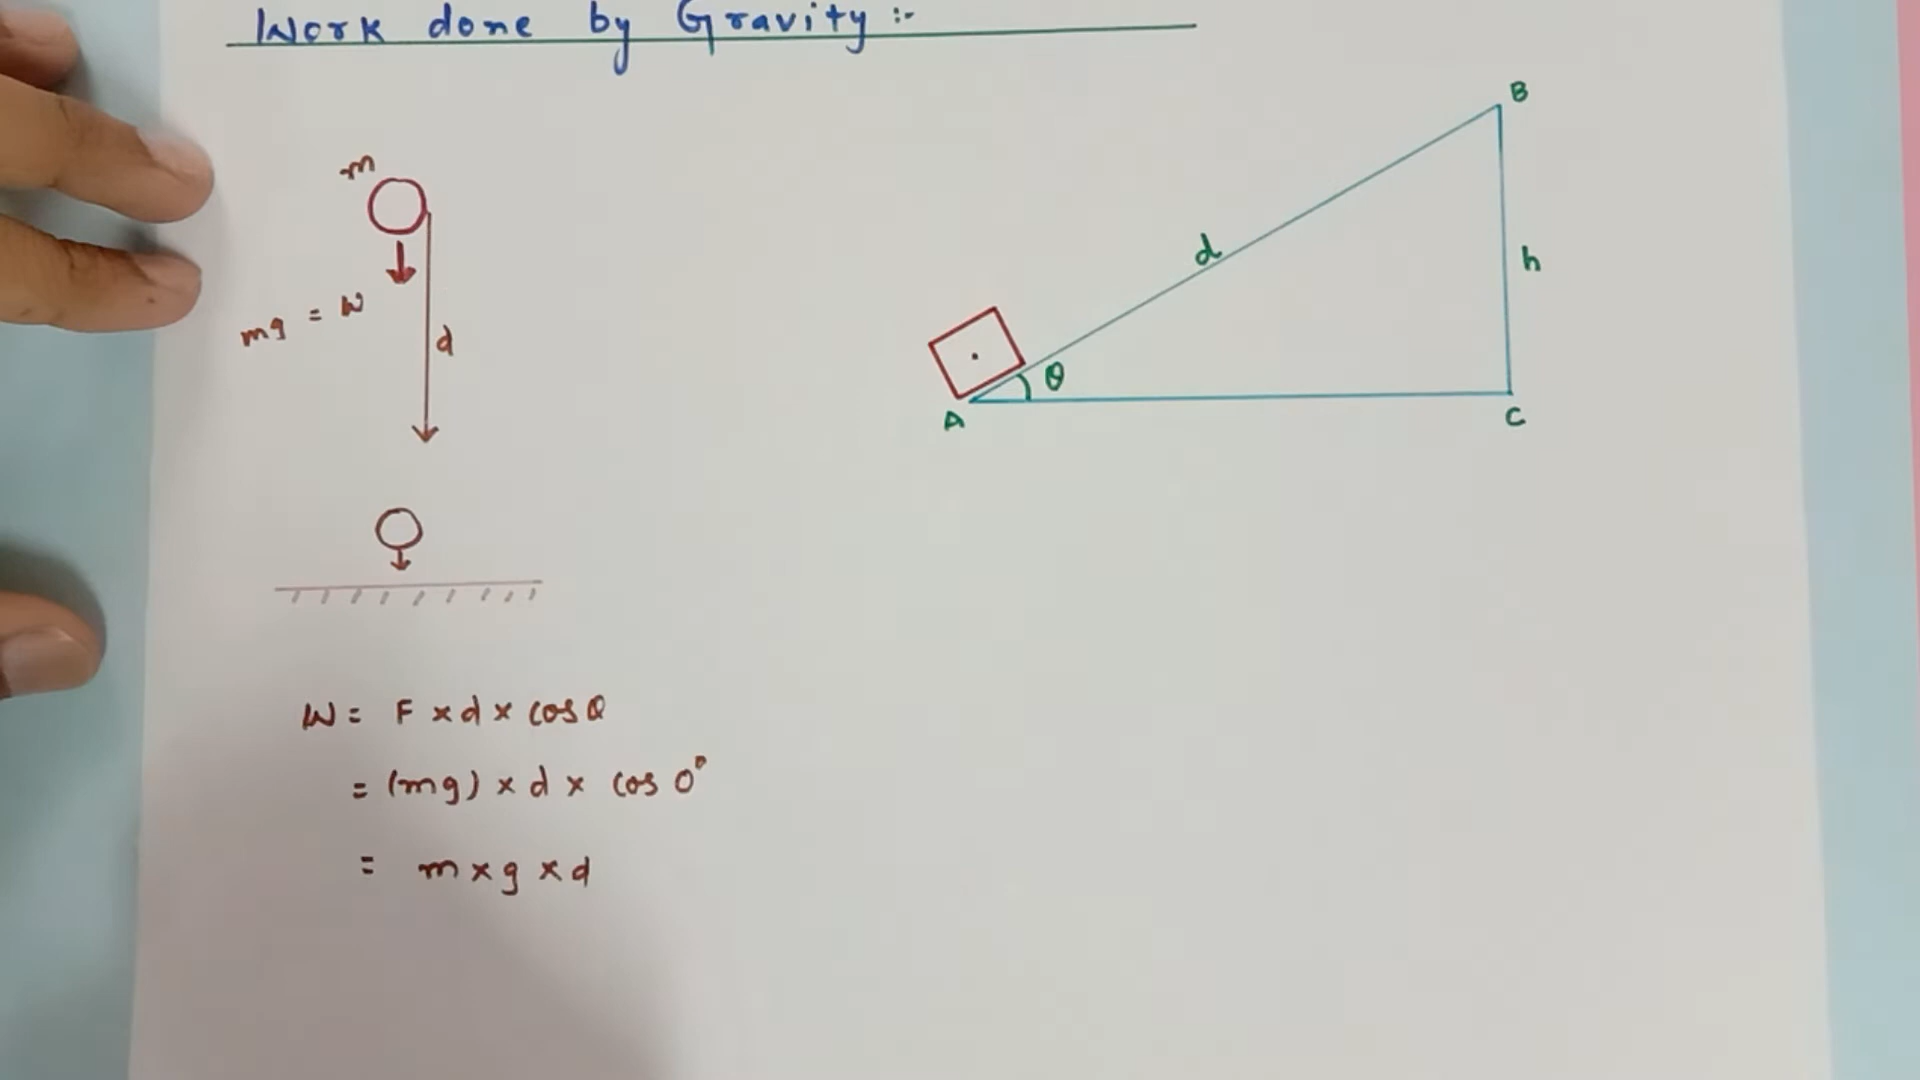 Work done by Gravity :-
m
mg = W
d
W = F × d × cos θ
= (mg) × d × cos 0°
= m × g × d
B
d
h
θ
A
C